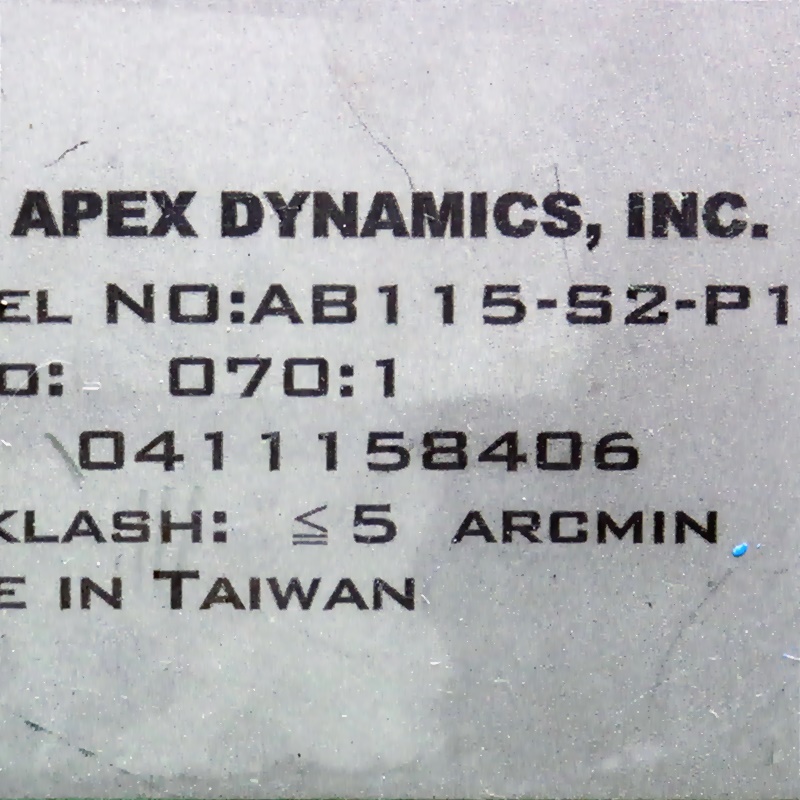 APEX DYNAMICS, INC.
EL NO:AB115-S2-P1
O: 070:1
0411158406
KLASH: ≦5 ARCMIN
E IN TAIWAN